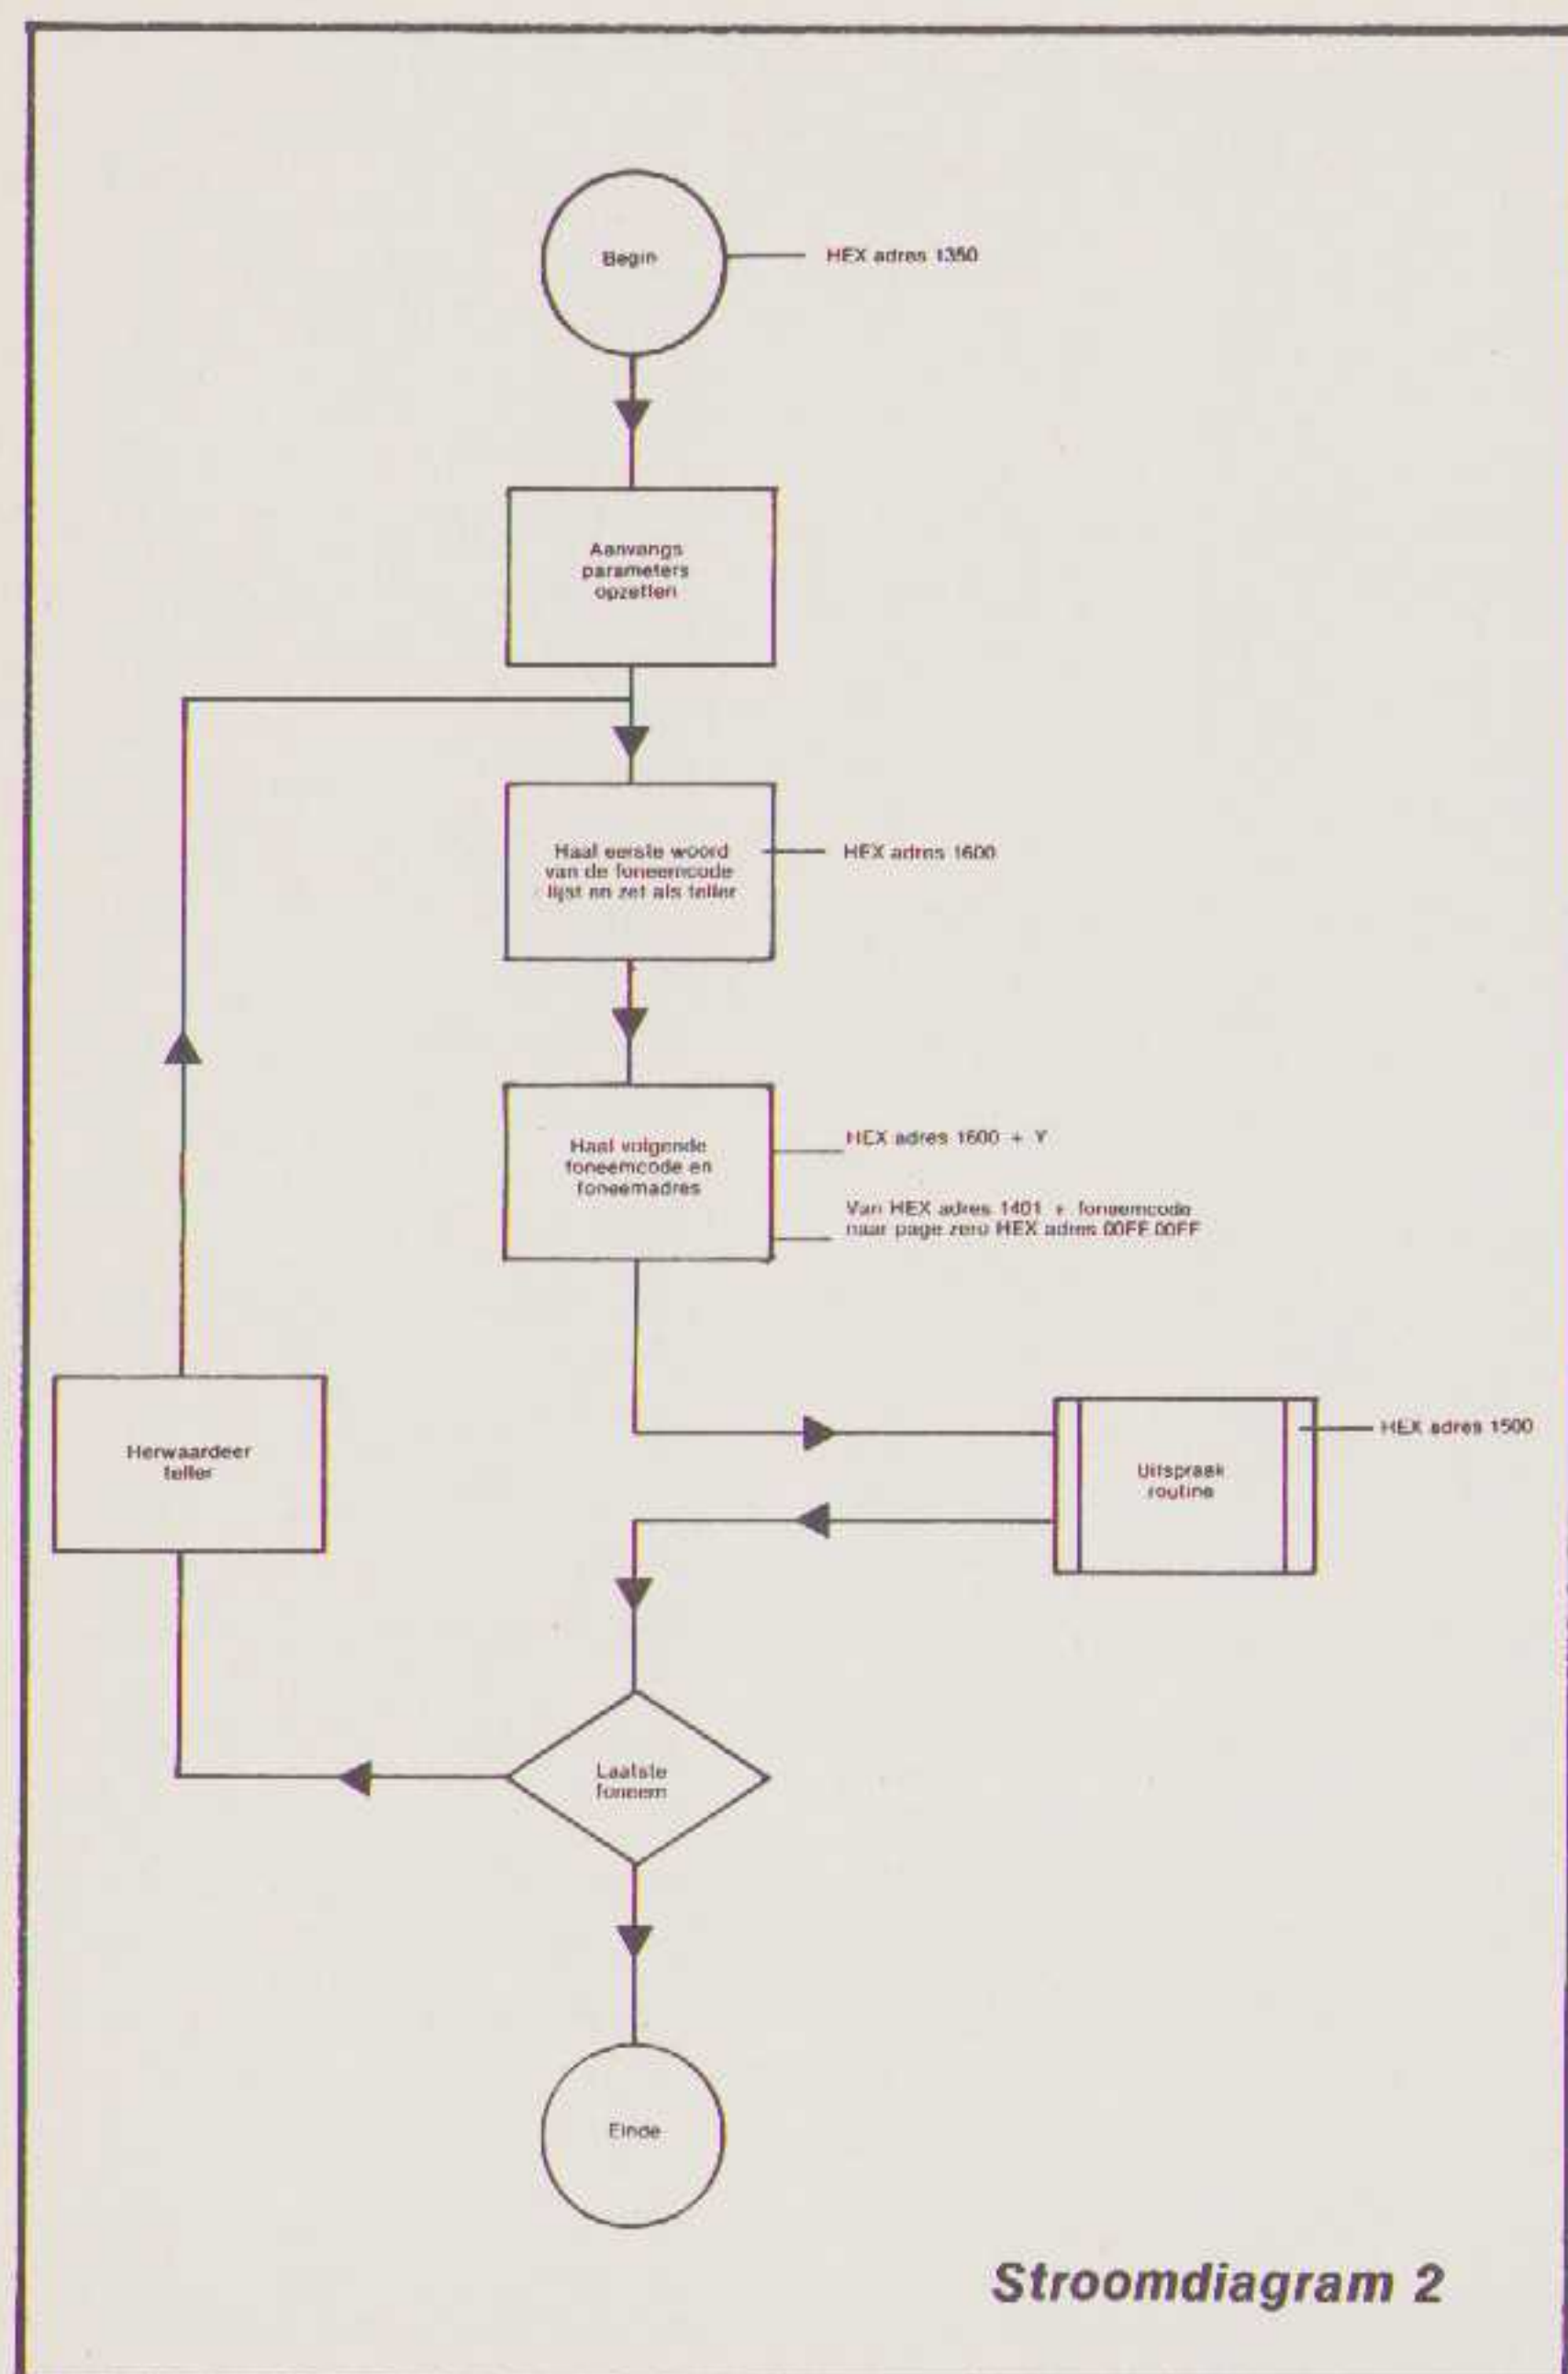 Begin
HEX adres 1350
Aanvangs
parameters
opzetten
Haal eerste woord
van de foneemcode
lijst en zet als teller
HEX adres 1600
Haal volgende
foneemcode en
foneemadres
HEX adres 1600 + Y
Van HEX adres 1401 + foneemcode
naar page zero HEX adres 00FF 00FF
Herwaardeer
teller
Uitspraak
routine
HEX adres 1500
Laatste
foneem
Einde
Stroomdiagram 2